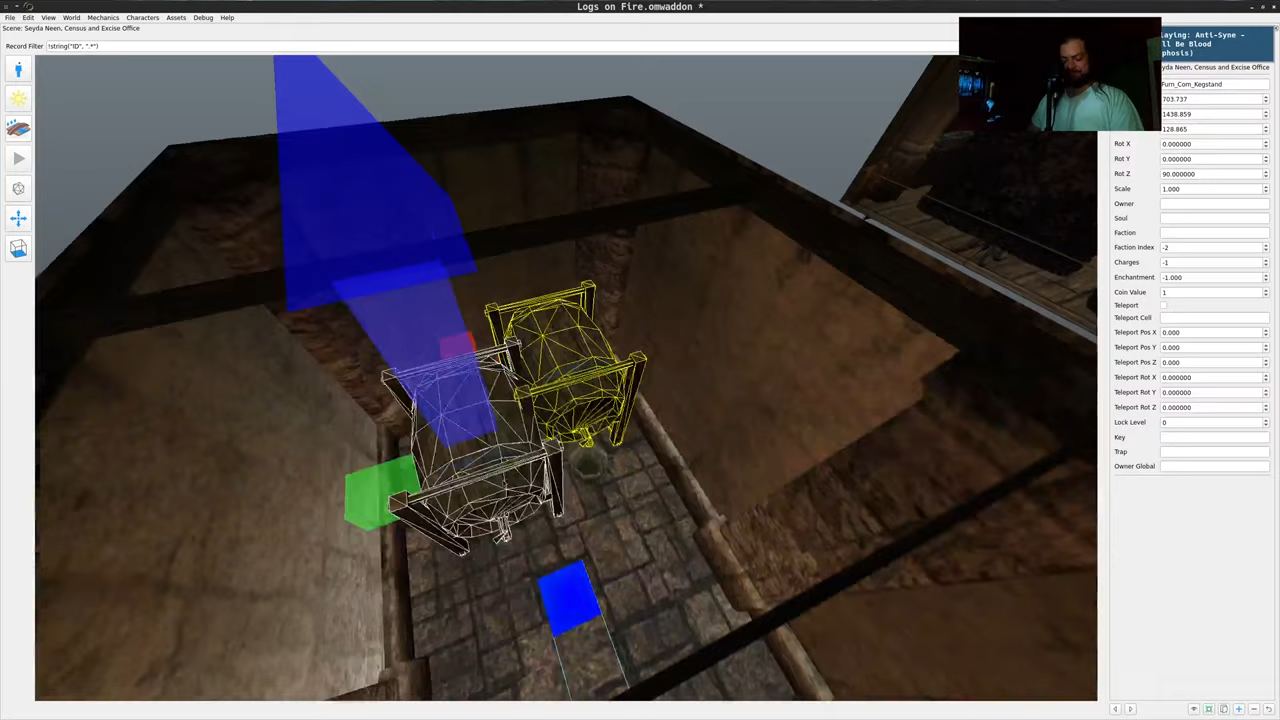 Logs on Fire.omwaddon *
File Edit View World Mechanics Characters Assets Debug Help
Scene: Seyda Neen, Census and Excise Office
Record Filter !string("ID", ".*")
laying: Anti-Syne -
ll Be Blood
phosis)
yda Neen, Census and Excise Office
Furn_Com_Kegstand
703.737
1438.859
128.865
Rot X 0.000000
Rot Y 0.000000
Rot Z 90.000000
Scale 1.000
Owner
Soul
Faction
Faction Index -2
Charges -1
Enchantment -1.000
Coin Value 1
Teleport
Teleport Cell
Teleport Pos X 0.000
Teleport Pos Y 0.000
Teleport Pos Z 0.000
Teleport Rot X 0.000000
Teleport Rot Y 0.000000
Teleport Rot Z 0.000000
Lock Level 0
Key
Trap
Owner Global